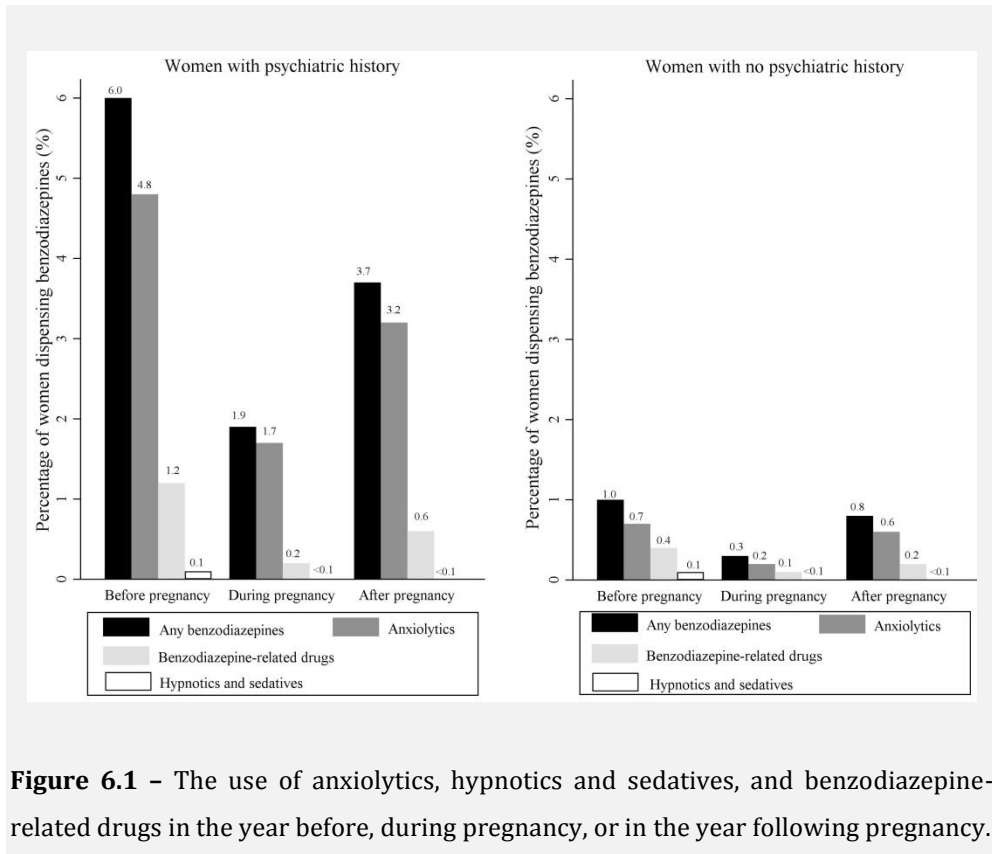 Women with psychiatric history
Percentage of women dispensing benzodiazepines (%)
6
5
4
3
2
1
0
6.0
4.8
1.2
0.1
1.9
1.7
0.2
<0.1
3.7
3.2
0.6
<0.1
Before pregnancy During pregnancy After pregnancy
Any benzodiazepines Anxiolytics
Benzodiazepine-related drugs
Hypnotics and sedatives
Women with no psychiatric history
Percentage of women dispensing benzodiazepines (%)
6
5
4
3
2
1
0
1.0
0.7
0.4
0.1
0.3
0.2
0.1
<0.1
0.8
0.6
0.2
<0.1
Before pregnancy During pregnancy After pregnancy
Any benzodiazepines Anxiolytics
Benzodiazepine-related drugs
Hypnotics and sedatives
Figure 6.1 – The use of anxiolytics, hypnotics and sedatives, and benzodiazepine-
related drugs in the year before, during pregnancy, or in the year following pregnancy.